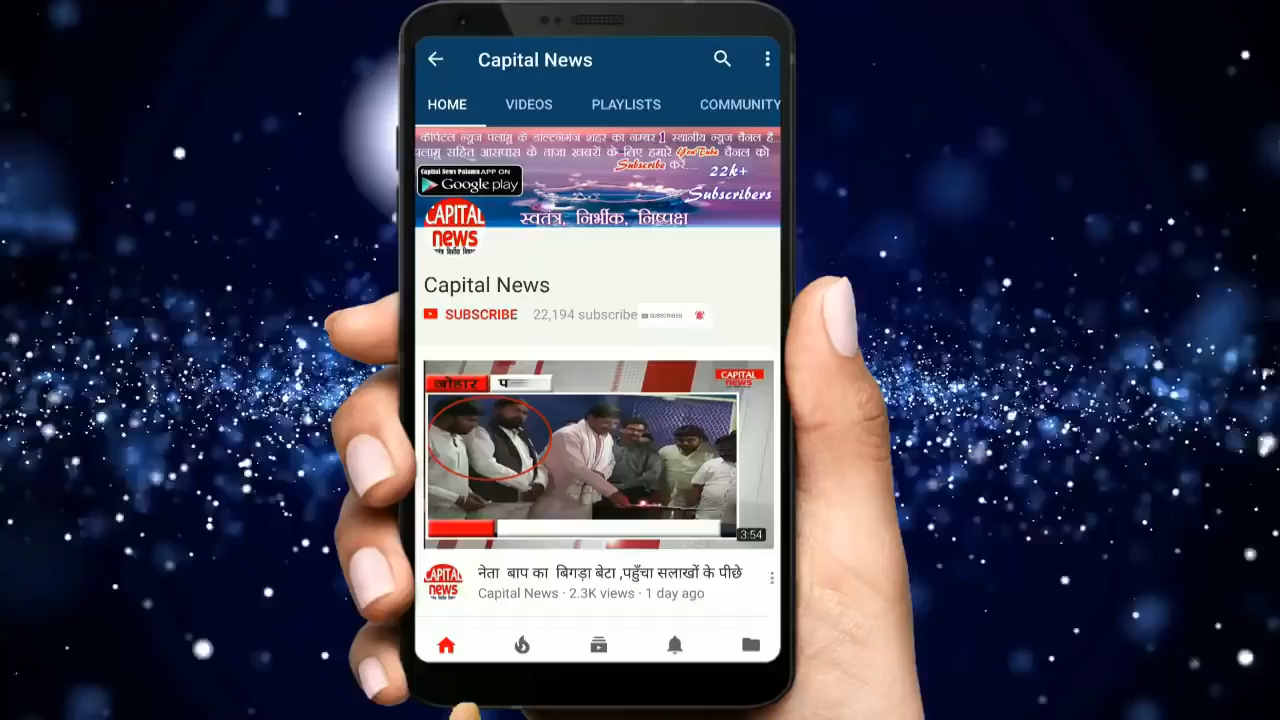 Capital News
HOME VIDEOS PLAYLISTS COMMUNITY
कैपिटल न्यूज पलामू के डाल्टनगंज शहर का नम्बर 1 स्थानीय न्यूज चैनल है...
पलामू सहित आसपास के ताजा खबरों के लिए हमारे YouTube चैनल को
Subscribe करें.....
22k+
Subscribers
Capital News Palamu APP ON
Google play
CAPITAL
news
स्वतंत्र, निर्भीक, निष्पक्ष
Capital News
SUBSCRIBE 22,194 subscribe SUBSCRIBED
जोहार प
CAPITAL
news
3:54
CAPITAL
news
नेता बाप का बिगड़ा बेटा ,पहुँचा सलाखों के पीछे
Capital News · 2.3K views · 1 day ago